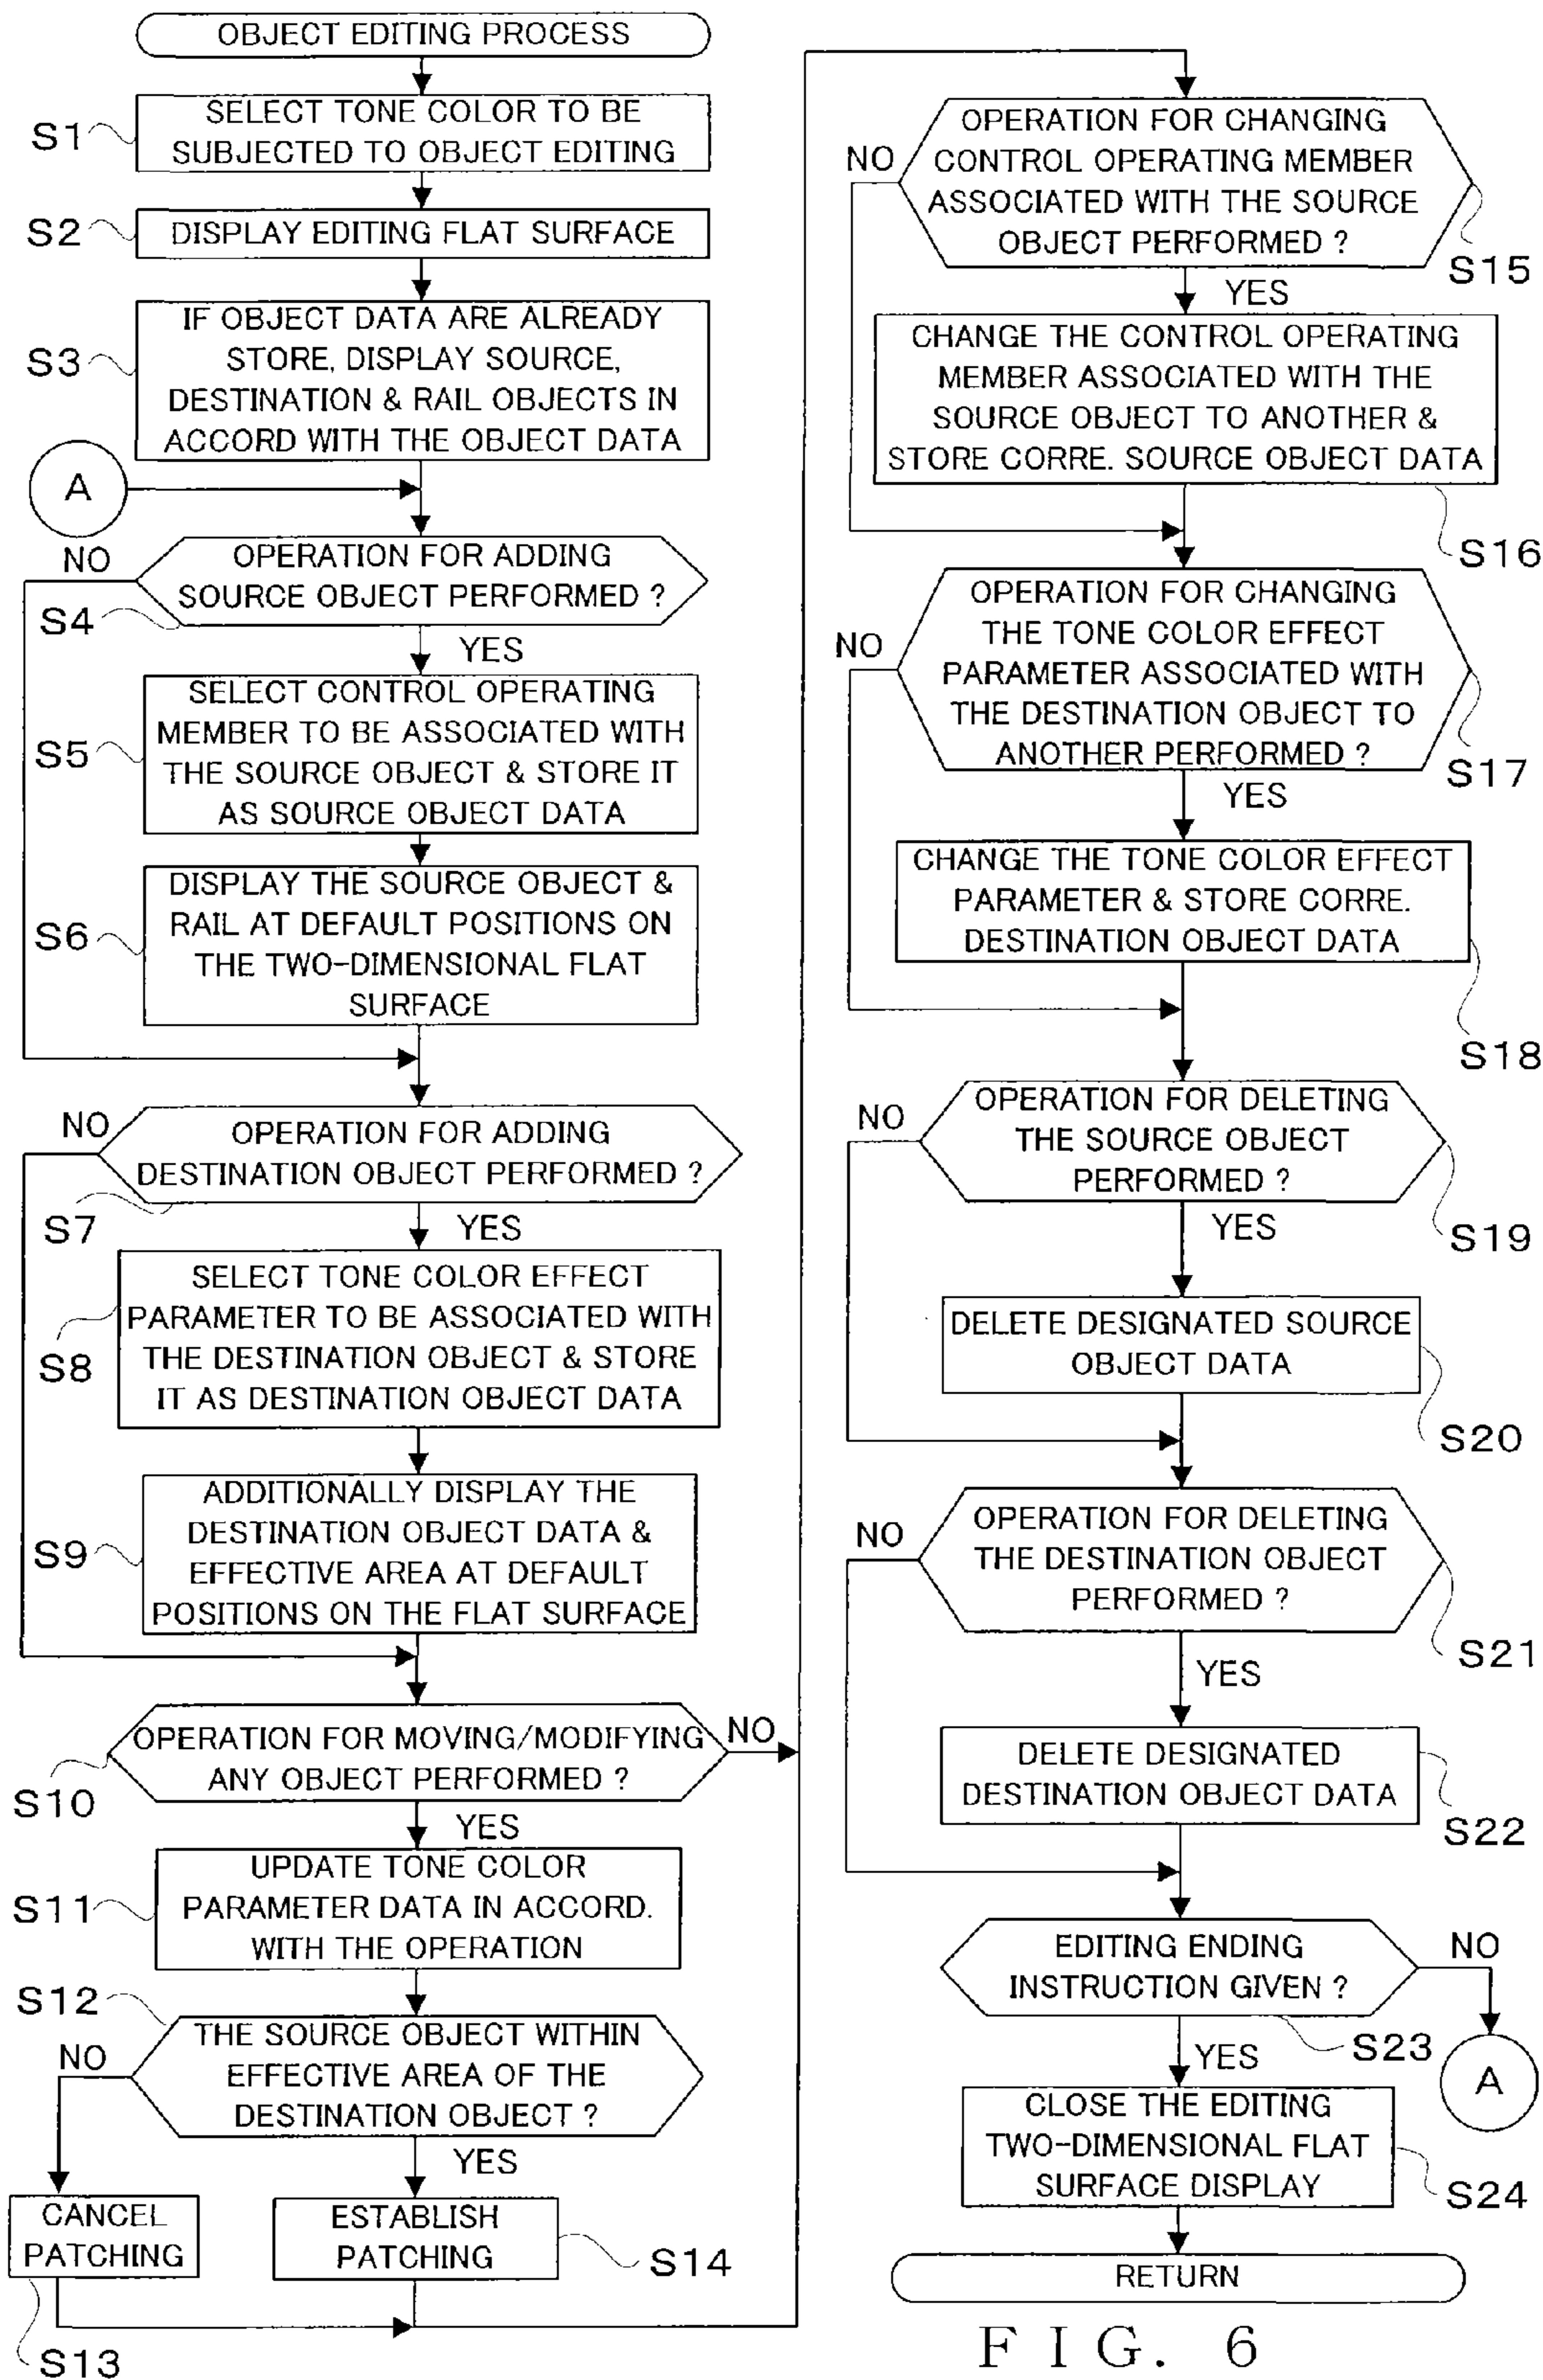 OBJECT EDITING PROCESS
S1
SELECT TONE COLOR TO BE
SUBJECTED TO OBJECT EDITING
S2
DISPLAY EDITING FLAT SURFACE
S3
IF OBJECT DATA ARE ALREADY
STORE, DISPLAY SOURCE,
DESTINATION & RAIL OBJECTS IN
ACCORD WITH THE OBJECT DATA
A
NO
OPERATION FOR ADDING
SOURCE OBJECT PERFORMED ?
S4
YES
S5
SELECT CONTROL OPERATING
MEMBER TO BE ASSOCIATED WITH
THE SOURCE OBJECT & STORE IT
AS SOURCE OBJECT DATA
S6
DISPLAY THE SOURCE OBJECT &
RAIL AT DEFAULT POSITIONS ON
THE TWO-DIMENSIONAL FLAT
SURFACE
NO
OPERATION FOR ADDING
DESTINATION OBJECT PERFORMED ?
S7
YES
S8
SELECT TONE COLOR EFFECT
PARAMETER TO BE ASSOCIATED WITH
THE DESTINATION OBJECT & STORE
IT AS DESTINATION OBJECT DATA
S9
ADDITIONALLY DISPLAY THE
DESTINATION OBJECT DATA &
EFFECTIVE AREA AT DEFAULT
POSITIONS ON THE FLAT SURFACE
OPERATION FOR MOVING/MODIFYING
ANY OBJECT PERFORMED ?
NO
S10
YES
S11
UPDATE TONE COLOR
PARAMETER DATA IN ACCORD.
WITH THE OPERATION
S12
NO
THE SOURCE OBJECT WITHIN
EFFECTIVE AREA OF THE
DESTINATION OBJECT ?
YES
CANCEL
PATCHING
S13
ESTABLISH
PATCHING
S14
NO
OPERATION FOR CHANGING
CONTROL OPERATING MEMBER
ASSOCIATED WITH THE SOURCE
OBJECT PERFORMED ?
S15
YES
CHANGE THE CONTROL OPERATING
MEMBER ASSOCIATED WITH THE
SOURCE OBJECT TO ANOTHER &
STORE CORRE. SOURCE OBJECT DATA
S16
NO
OPERATION FOR CHANGING
THE TONE COLOR EFFECT
PARAMETER ASSOCIATED WITH
THE DESTINATION OBJECT TO
ANOTHER PERFORMED ?
S17
YES
CHANGE THE TONE COLOR EFFECT
PARAMETER & STORE CORRE.
DESTINATION OBJECT DATA
S18
NO
OPERATION FOR DELETING
THE SOURCE OBJECT
PERFORMED ?
S19
YES
DELETE DESIGNATED SOURCE
OBJECT DATA
S20
NO
OPERATION FOR DELETING
THE DESTINATION OBJECT
PERFORMED ?
S21
YES
DELETE DESIGNATED
DESTINATION OBJECT DATA
S22
EDITING ENDING
INSTRUCTION GIVEN ?
NO
S23
YES
A
CLOSE THE EDITING
TWO-DIMENSIONAL FLAT
SURFACE DISPLAY
S24
RETURN
FIG. 6